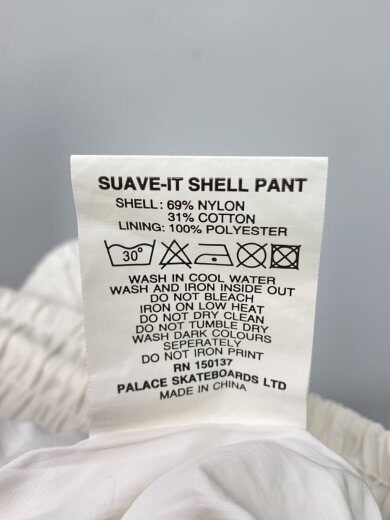 SUAVE-IT SHELL PANT
SHELL: 69% NYLON
31% COTTON
LINING: 100% POLYESTER
30°
WASH IN COOL WATER
WASH AND IRON INSIDE OUT
DO NOT BLEACH
IRON ON LOW HEAT
DO NOT DRY CLEAN
DO NOT TUMBLE DRY
WASH DARK COLOURS
SEPERATELY
DO NOT IRON PRINT
RN 150137
PALACE SKATEBOARDS LTD
MADE IN CHINA